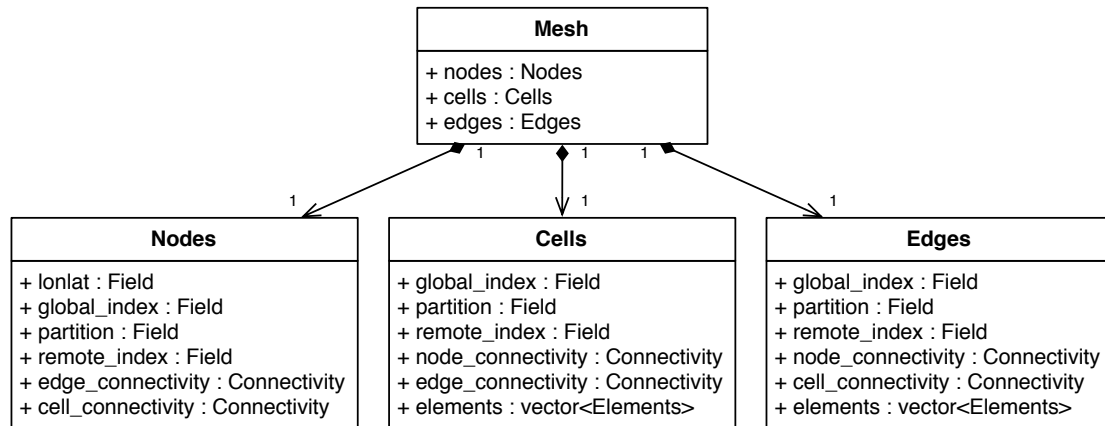 Mesh
+ nodes : Nodes
+ cells : Cells
+ edges : Edges
1
1
1
1
1
1
Nodes
+ lonlat : Field
+ global_index : Field
+ partition : Field
+ remote_index : Field
+ edge_connectivity : Connectivity
+ cell_connectivity : Connectivity
Cells
+ global_index : Field
+ partition : Field
+ remote_index : Field
+ node_connectivity : Connectivity
+ edge_connectivity : Connectivity
+ elements : vector<Elements>
Edges
+ global_index : Field
+ partition : Field
+ remote_index : Field
+ node_connectivity : Connectivity
+ cell_connectivity : Connectivity
+ elements : vector<Elements>